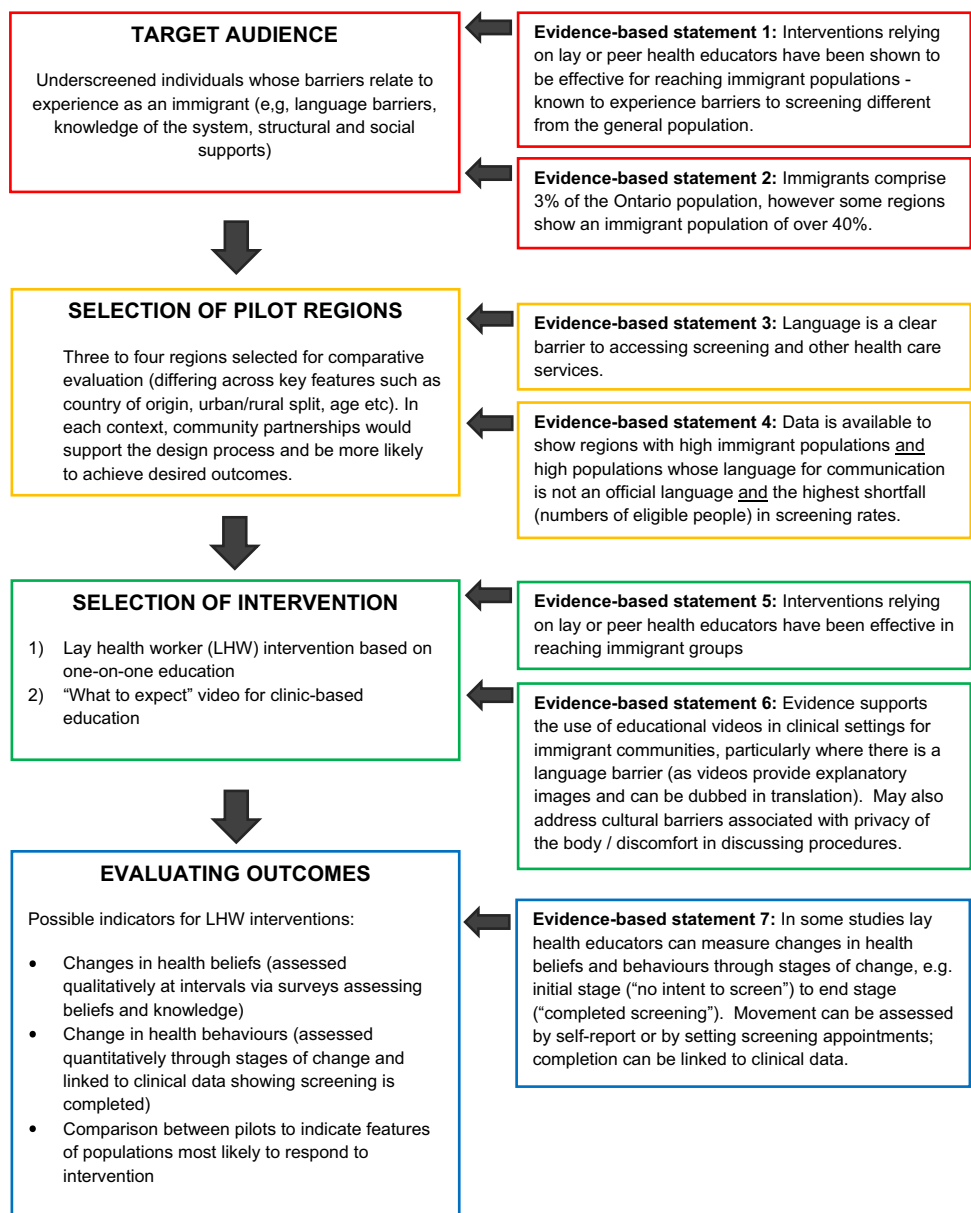 TARGET AUDIENCE
Underscreened individuals whose barriers relate to
experience as an immigrant (e,g, language barriers,
knowledge of the system, structural and social
supports)
Evidence-based statement 1: Interventions relying
on lay or peer health educators have been shown to
be effective for reaching immigrant populations -
known to experience barriers to screening different
from the general population.
Evidence-based statement 2: Immigrants comprise
3% of the Ontario population, however some regions
show an immigrant population of over 40%.
SELECTION OF PILOT REGIONS
Three to four regions selected for comparative
evaluation (differing across key features such as
country of origin, urban/rural split, age etc). In
each context, community partnerships would
support the design process and be more likely
to achieve desired outcomes.
Evidence-based statement 3: Language is a clear
barrier to accessing screening and other health care
services.
Evidence-based statement 4: Data is available to
show regions with high immigrant populations and
high populations whose language for communication
is not an official language and the highest shortfall
(numbers of eligible people) in screening rates.
SELECTION OF INTERVENTION
1) Lay health worker (LHW) intervention based on
one-on-one education
2) “What to expect” video for clinic-based
education
Evidence-based statement 5: Interventions relying
on lay or peer health educators have been effective in
reaching immigrant groups
Evidence-based statement 6: Evidence supports
the use of educational videos in clinical settings for
immigrant communities, particularly where there is a
language barrier (as videos provide explanatory
images and can be dubbed in translation). May also
address cultural barriers associated with privacy of
the body / discomfort in discussing procedures.
EVALUATING OUTCOMES
Possible indicators for LHW interventions:
• Changes in health beliefs (assessed
qualitatively at intervals via surveys assessing
beliefs and knowledge)
• Change in health behaviours (assessed
quantitatively through stages of change and
linked to clinical data showing screening is
completed)
• Comparison between pilots to indicate features
of populations most likely to respond to
intervention
Evidence-based statement 7: In some studies lay
health educators can measure changes in health
beliefs and behaviours through stages of change, e.g.
initial stage (“no intent to screen”) to end stage
(“completed screening”). Movement can be assessed
by self-report or by setting screening appointments;
completion can be linked to clinical data.